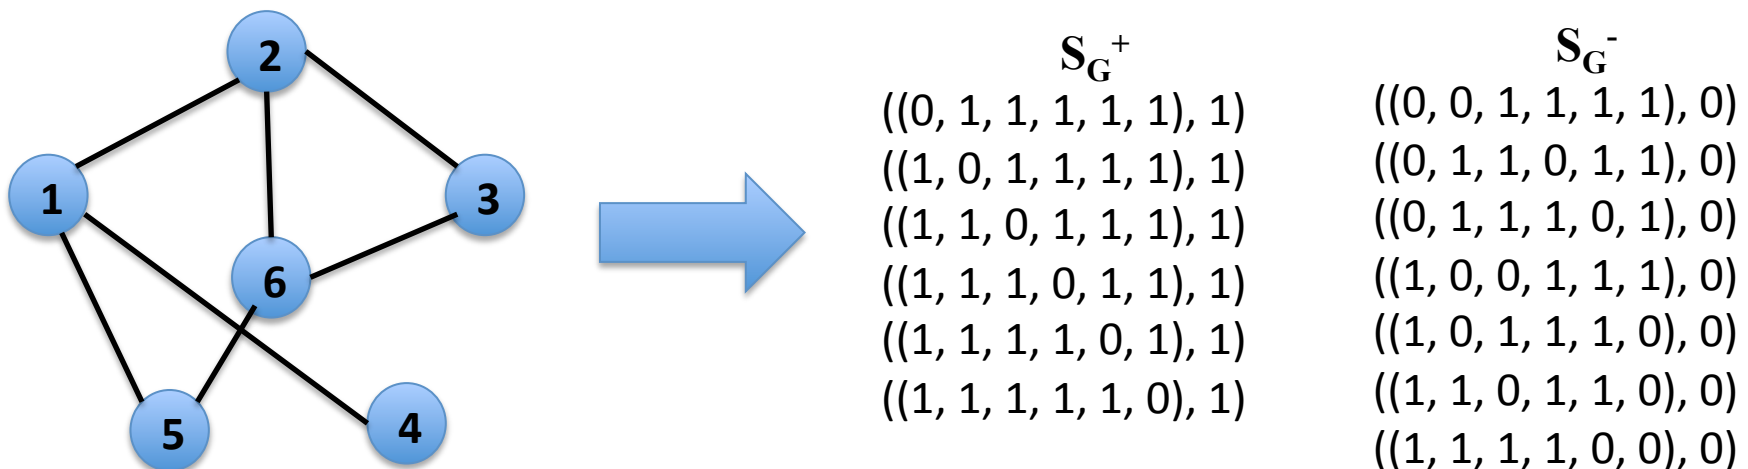 2
1
3
6
5
4
S_G^+
((0, 1, 1, 1, 1, 1), 1)
((1, 0, 1, 1, 1, 1), 1)
((1, 1, 0, 1, 1, 1), 1)
((1, 1, 1, 0, 1, 1), 1)
((1, 1, 1, 1, 0, 1), 1)
((1, 1, 1, 1, 1, 0), 1)
S_G^-
((0, 0, 1, 1, 1, 1), 0)
((0, 1, 1, 0, 1, 1), 0)
((0, 1, 1, 1, 0, 1), 0)
((1, 0, 0, 1, 1, 1), 0)
((1, 0, 1, 1, 1, 0), 0)
((1, 1, 0, 1, 1, 0), 0)
((1, 1, 1, 1, 0, 0), 0)